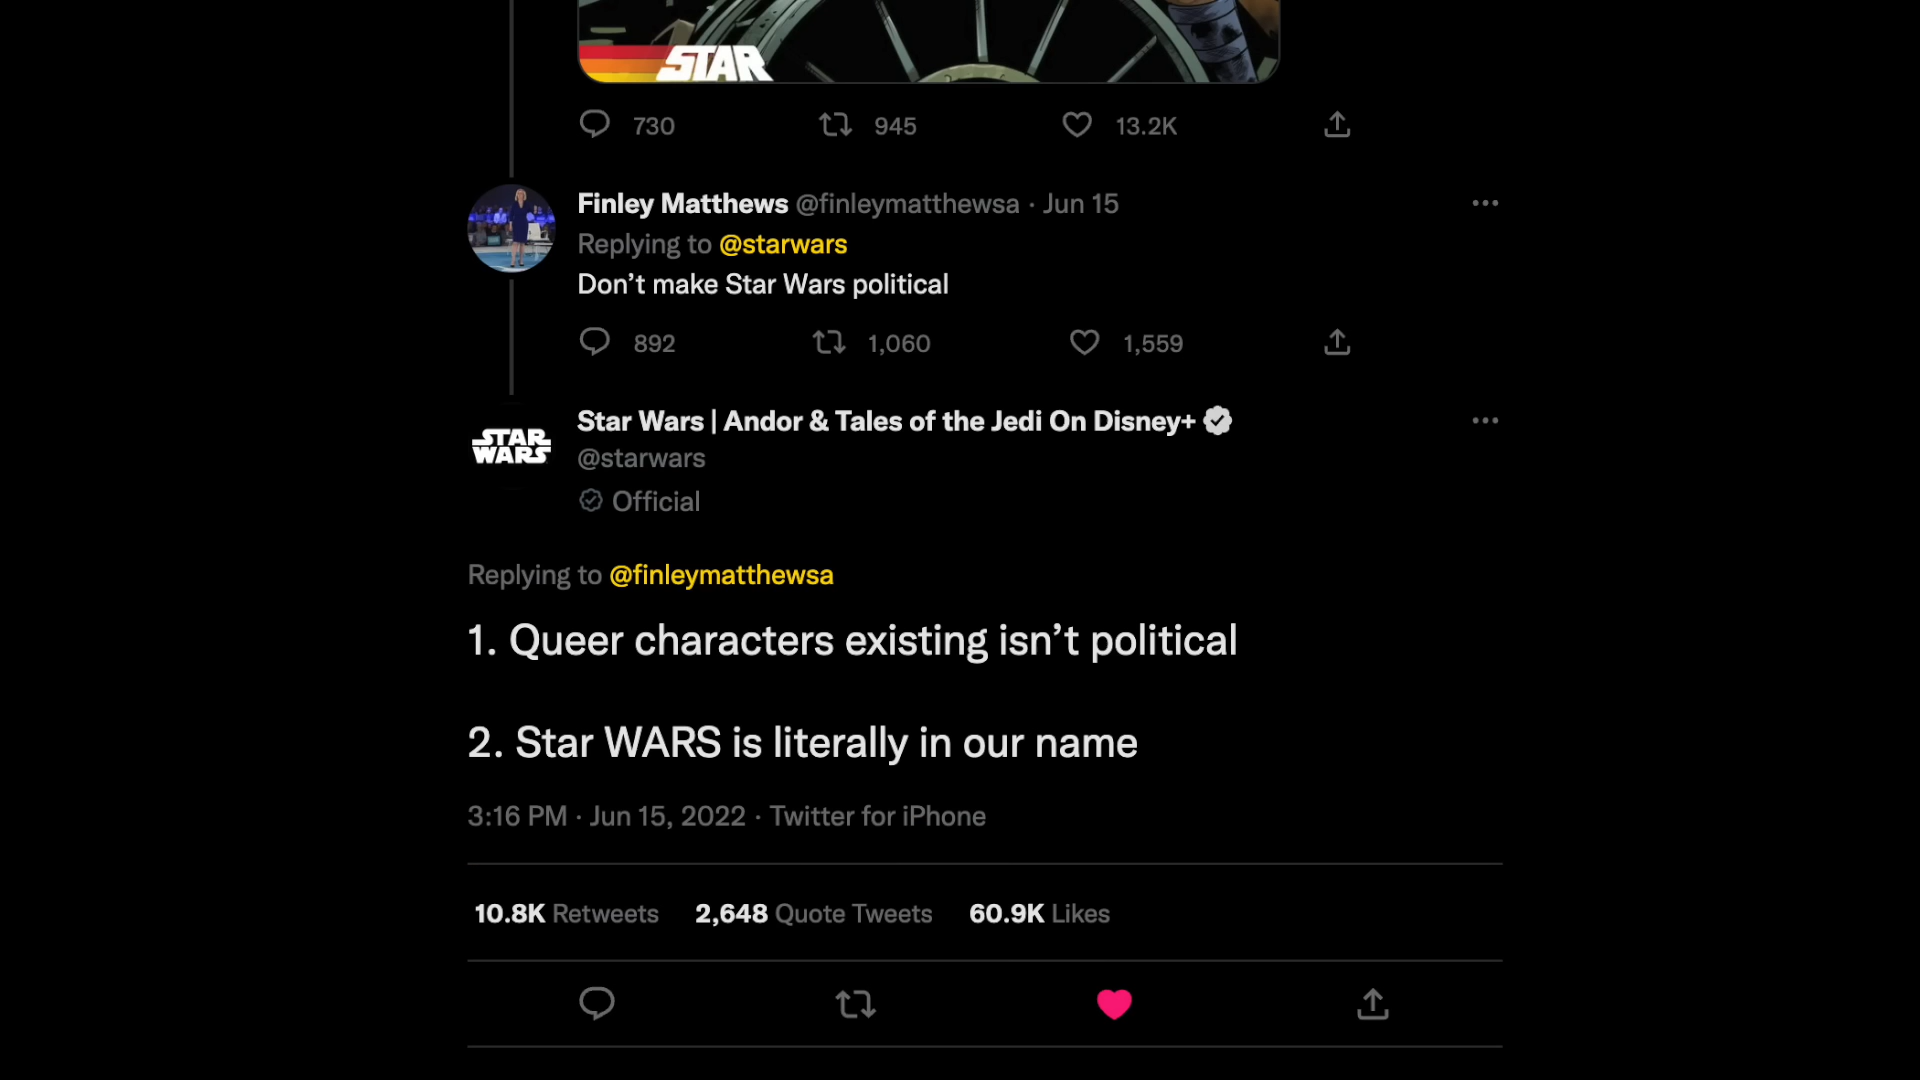 STAR
730 945 13.2K
Finley Matthews @finleymatthewsa · Jun 15
Replying to @starwars
Don’t make Star Wars political
892 1,060 1,559
STAR
WARS
Star Wars | Andor & Tales of the Jedi On Disney+
@starwars
Official
Replying to @finleymatthewsa
1. Queer characters existing isn’t political
2. Star WARS is literally in our name
3:16 PM · Jun 15, 2022 · Twitter for iPhone
10.8K Retweets 2,648 Quote Tweets 60.9K Likes